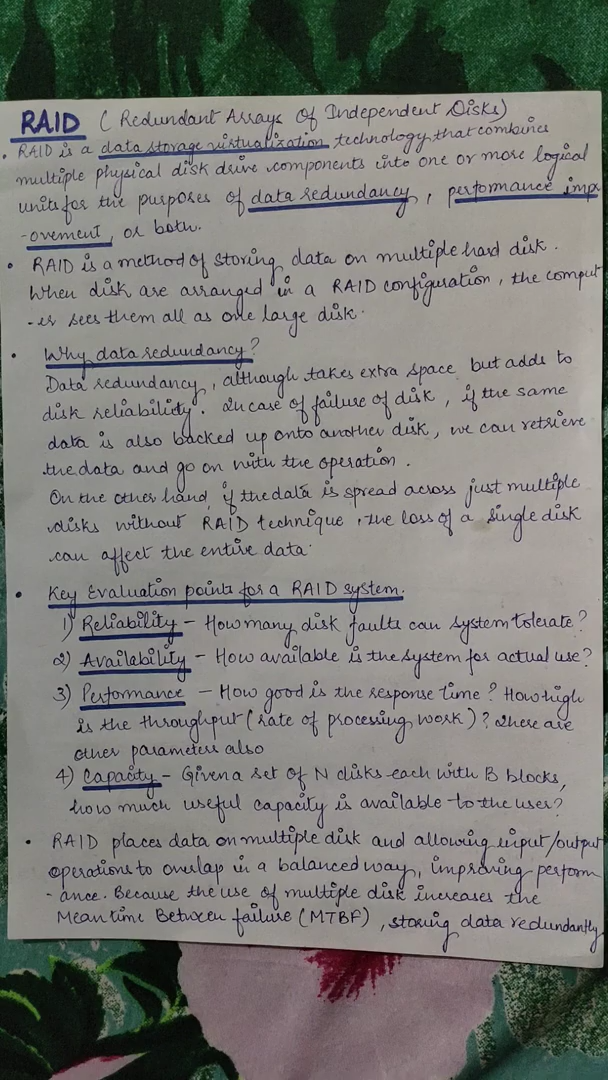 RAID ( Redundant Arrays Of Independent Disks)
• RAID is a data storage virtualization technology that combines
multiple physical disk drive components into one or more logical
units for the purposes of data redundancy, performance impr
-ovement, or both.
• RAID is a method of storing data on multiple hard disk.
When disk are arranged in a RAID configuration, the comput
-er sees them all as one large disk.
• Why data redundancy?
Data redundancy, although takes extra space but adds to
disk reliability. In case of failure of disk, if the same
data is also backed up onto another disk, we can retrieve
the data and go on with the operation.
On the other hand, if the data is spread across just multiple
disks without RAID technique, the loss of a single disk
can affect the entire data.
• Key Evaluation points for a RAID system.
1) Reliability - How many disk faults can system tolerate?
2) Availability - How available is the system for actual use?
3) Performance - How good is the response time? How high
is the throughput (rate of processing work)? There are
other parameters also
4) Capacity - Given a set of N disks each with B blocks,
how much useful capacity is available to the user?
• RAID places data on multiple disk and allowing input/output
operations to overlap in a balanced way, improving perform
-ance. Because the use of multiple disk increases the
Mean time Between failure (MTBF), storing data redundantly